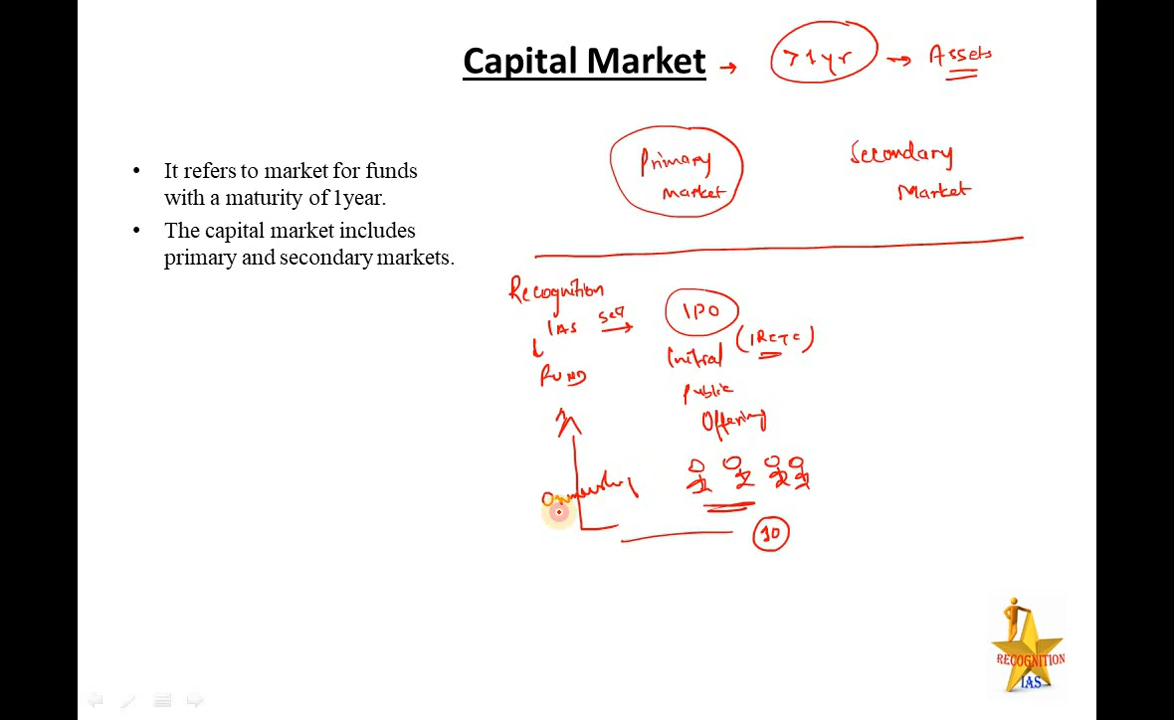 Capital Market → >1yr → Assets
• It refers to market for funds
with a maturity of 1year.
• The capital market includes
primary and secondary markets.
Primary
Market
Secondary
Market
Recognition
IAS
FUND
IPO
(IRCTC)
Initial
Public
Offering
Ownership
10
RECOGNITION
IAS